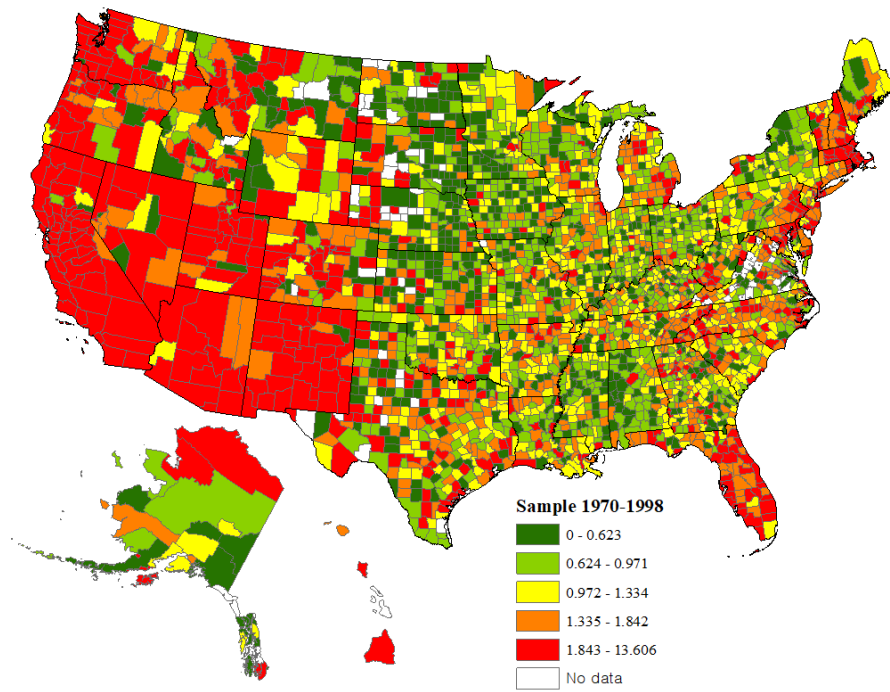 Sample 1970-1998
0 - 0.623
0.624 - 0.971
0.972 - 1.334
1.335 - 1.842
1.843 - 13.606
No data